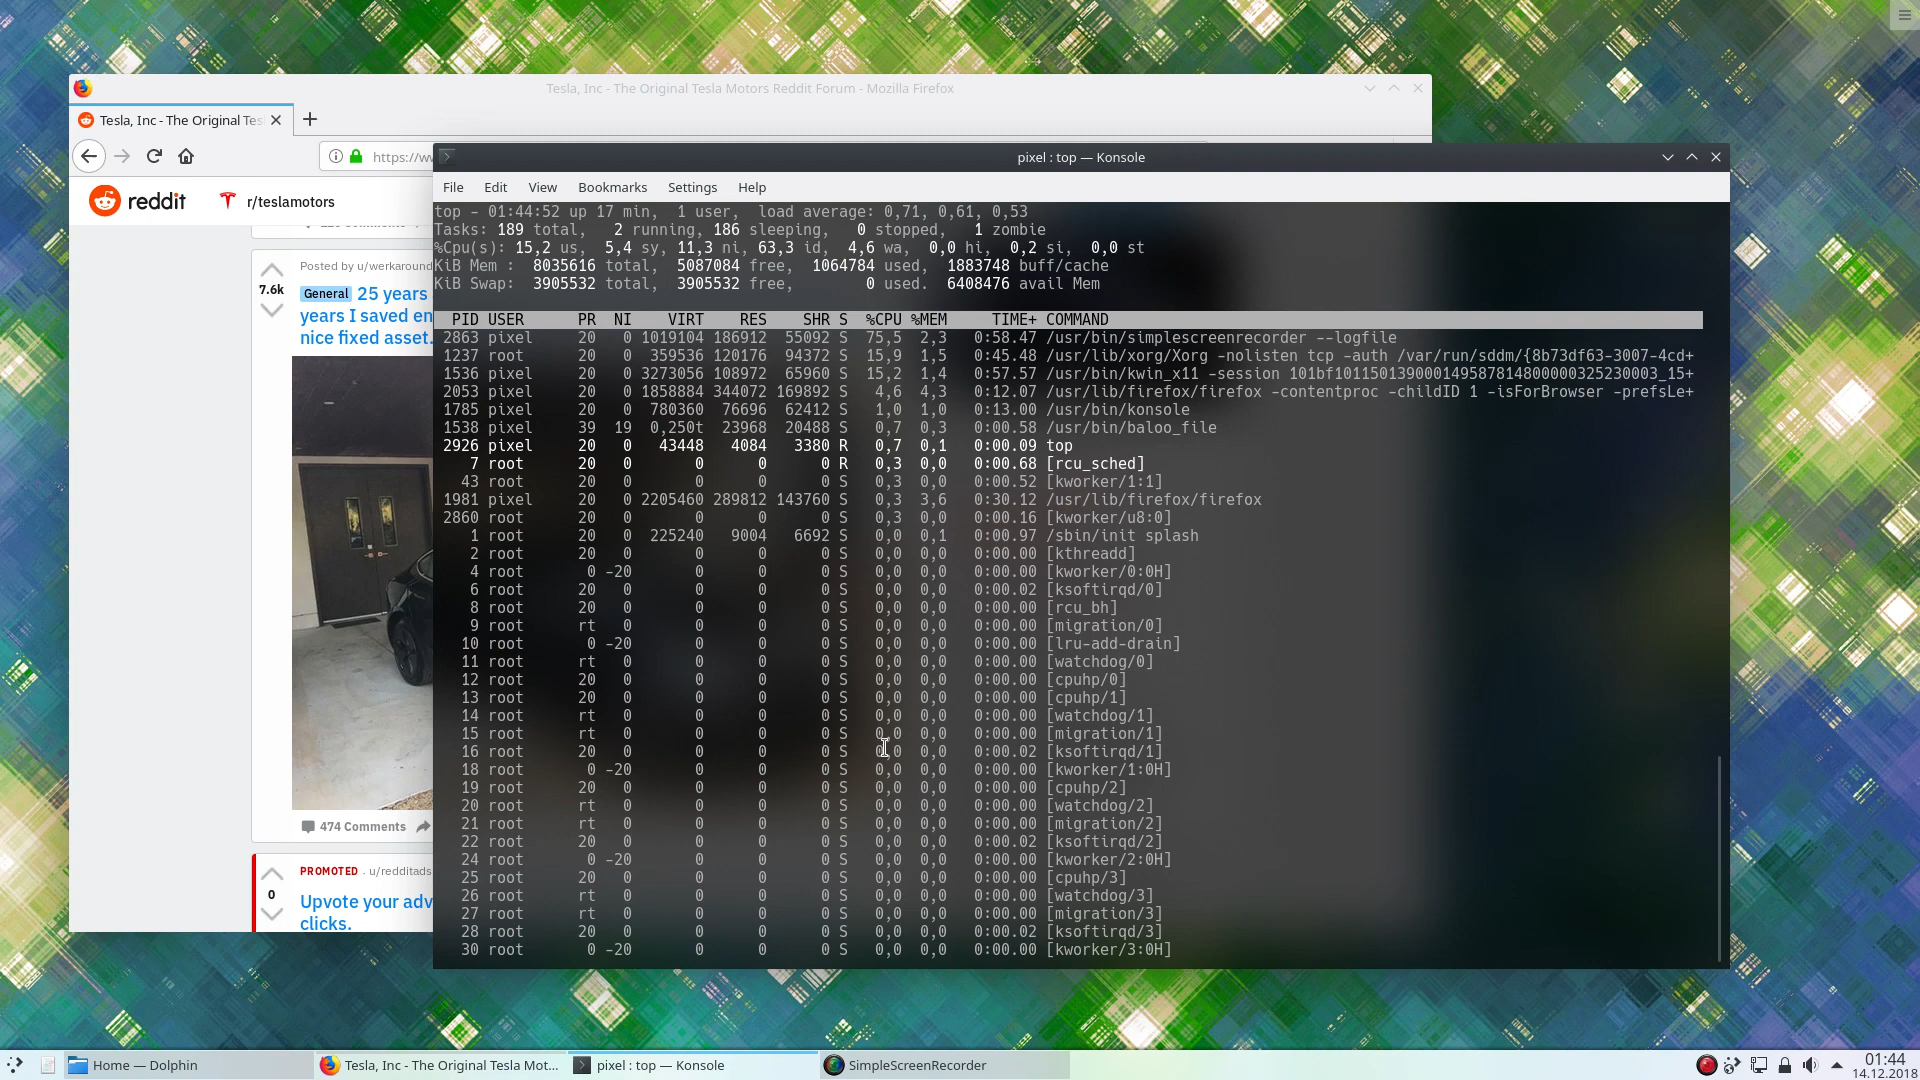 Tesla, Inc - The Original Tesla Motors Reddit Forum - Mozilla Firefox
Tesla, Inc - The Original Tes
https://ww
pixel : top — Konsole
reddit
r/teslamotors
File Edit View Bookmarks Settings Help
Posted by u/werkaround
7.6k
General 25 years
years I saved en
nice fixed asset.
474 Comments
PROMOTED · u/redditads
0
Upvote your adv
clicks.
top - 01:44:52 up 17 min,  1 user,  load average: 0,71, 0,61, 0,53
Tasks: 189 total,   2 running, 186 sleeping,   0 stopped,   1 zombie
%Cpu(s): 15,2 us,  5,4 sy, 11,3 ni, 63,3 id,  4,6 wa,  0,0 hi,  0,2 si,  0,0 st
KiB Mem :  8035616 total,  5087084 free,  1064784 used,  1883748 buff/cache
KiB Swap:  3905532 total,  3905532 free,        0 used.  6408476 avail Mem
PID USER PR NI VIRT RES SHR S %CPU %MEM TIME+ COMMAND
2863 pixel 20 0 1019104 186912 55092 S 75,5 2,3 0:58.47 /usr/bin/simplescreenrecorder --logfile
1237 root 20 0 359536 120176 94372 S 15,9 1,5 0:45.48 /usr/lib/xorg/Xorg -nolisten tcp -auth /var/run/sddm/{8b73df63-3007-4cd+
1536 pixel 20 0 3273056 108972 65960 S 15,2 1,4 0:57.57 /usr/bin/kwin_x11 -session 101bf101150139000149587814800000325230003_15+
2053 pixel 20 0 1858884 344072 169892 S 4,6 4,3 0:12.07 /usr/lib/firefox/firefox -contentproc -childID 1 -isForBrowser -prefsLe+
1785 pixel 20 0 780360 76696 62412 S 1,0 1,0 0:13.00 /usr/bin/konsole
1538 pixel 39 19 0,250t 23968 20488 S 0,7 0,3 0:00.58 /usr/bin/baloo_file
2926 pixel 20 0 43448 4084 3380 R 0,7 0,1 0:00.09 top
7 root 20 0 0 0 0 R 0,3 0,0 0:00.68 [rcu_sched]
43 root 20 0 0 0 0 S 0,3 0,0 0:00.52 [kworker/1:1]
1981 pixel 20 0 2205460 289812 143760 S 0,3 3,6 0:30.12 /usr/lib/firefox/firefox
2860 root 20 0 0 0 0 S 0,3 0,0 0:00.16 [kworker/u8:0]
1 root 20 0 225240 9004 6692 S 0,0 0,1 0:00.97 /sbin/init splash
2 root 20 0 0 0 0 S 0,0 0,0 0:00.00 [kthreadd]
4 root 0 -20 0 0 0 S 0,0 0,0 0:00.00 [kworker/0:0H]
6 root 20 0 0 0 0 S 0,0 0,0 0:00.02 [ksoftirqd/0]
8 root 20 0 0 0 0 S 0,0 0,0 0:00.00 [rcu_bh]
9 root rt 0 0 0 0 S 0,0 0,0 0:00.00 [migration/0]
10 root 0 -20 0 0 0 S 0,0 0,0 0:00.00 [lru-add-drain]
11 root rt 0 0 0 0 S 0,0 0,0 0:00.00 [watchdog/0]
12 root 20 0 0 0 0 S 0,0 0,0 0:00.00 [cpuhp/0]
13 root 20 0 0 0 0 S 0,0 0,0 0:00.00 [cpuhp/1]
14 root rt 0 0 0 0 S 0,0 0,0 0:00.00 [watchdog/1]
15 root rt 0 0 0 0 S 0,0 0,0 0:00.00 [migration/1]
16 root 20 0 0 0 0 S 0,0 0,0 0:00.02 [ksoftirqd/1]
18 root 0 -20 0 0 0 S 0,0 0,0 0:00.00 [kworker/1:0H]
19 root 20 0 0 0 0 S 0,0 0,0 0:00.00 [cpuhp/2]
20 root rt 0 0 0 0 S 0,0 0,0 0:00.00 [watchdog/2]
21 root rt 0 0 0 0 S 0,0 0,0 0:00.00 [migration/2]
22 root 20 0 0 0 0 S 0,0 0,0 0:00.02 [ksoftirqd/2]
24 root 0 -20 0 0 0 S 0,0 0,0 0:00.00 [kworker/2:0H]
25 root 20 0 0 0 0 S 0,0 0,0 0:00.00 [cpuhp/3]
26 root rt 0 0 0 0 S 0,0 0,0 0:00.00 [watchdog/3]
27 root rt 0 0 0 0 S 0,0 0,0 0:00.00 [migration/3]
28 root 20 0 0 0 0 S 0,0 0,0 0:00.02 [ksoftirqd/3]
30 root 0 -20 0 0 0 S 0,0 0,0 0:00.00 [kworker/3:0H]
Home — Dolphin
Tesla, Inc - The Original Tesla Mot...
pixel : top — Konsole
SimpleScreenRecorder
01:44
14.12.2018